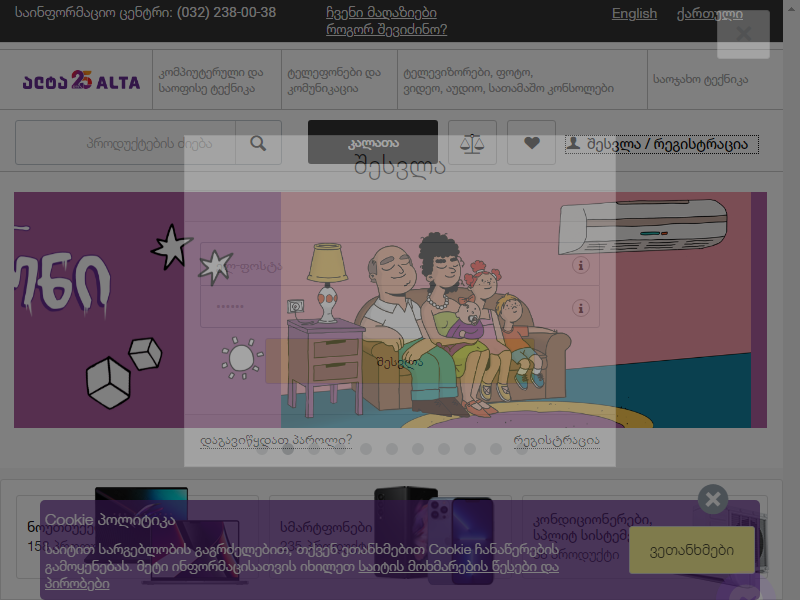 საინფორმაციო ცენტრი: (032) 238-00-38
ჩვენი მაღაზიები
როგორ შევიძინო?
English
ქართული
ალტა 25 ALTA
კომპიუტერული და
საოფისე ტექნიკა
ტელეფონები და
კომუნიკაცია
ტელევიზორები, ფოტო,
ვიდეო, აუდიო, სათამაშო კონსოლები
საოჯახო ტექნიკა
პროდუქტების ძიება
კალათა
შესვლა / რეგისტრაცია
შესვლა
ელ-ფოსტა
შესვლა
დაგავიწყდათ პაროლი?
რეგისტრაცია
სმარტფონები
კონდიციონერები,
Cookie პოლიტიკა
საიტით სარგებლობის გაგრძელებით, თქვენ ეთანხმებით Cookie ჩანაწერების
გამოყენებას. მეტი ინფორმაციისათვის იხილეთ საიტის მოხმარების წესები და
პირობები
ვეთანხმები